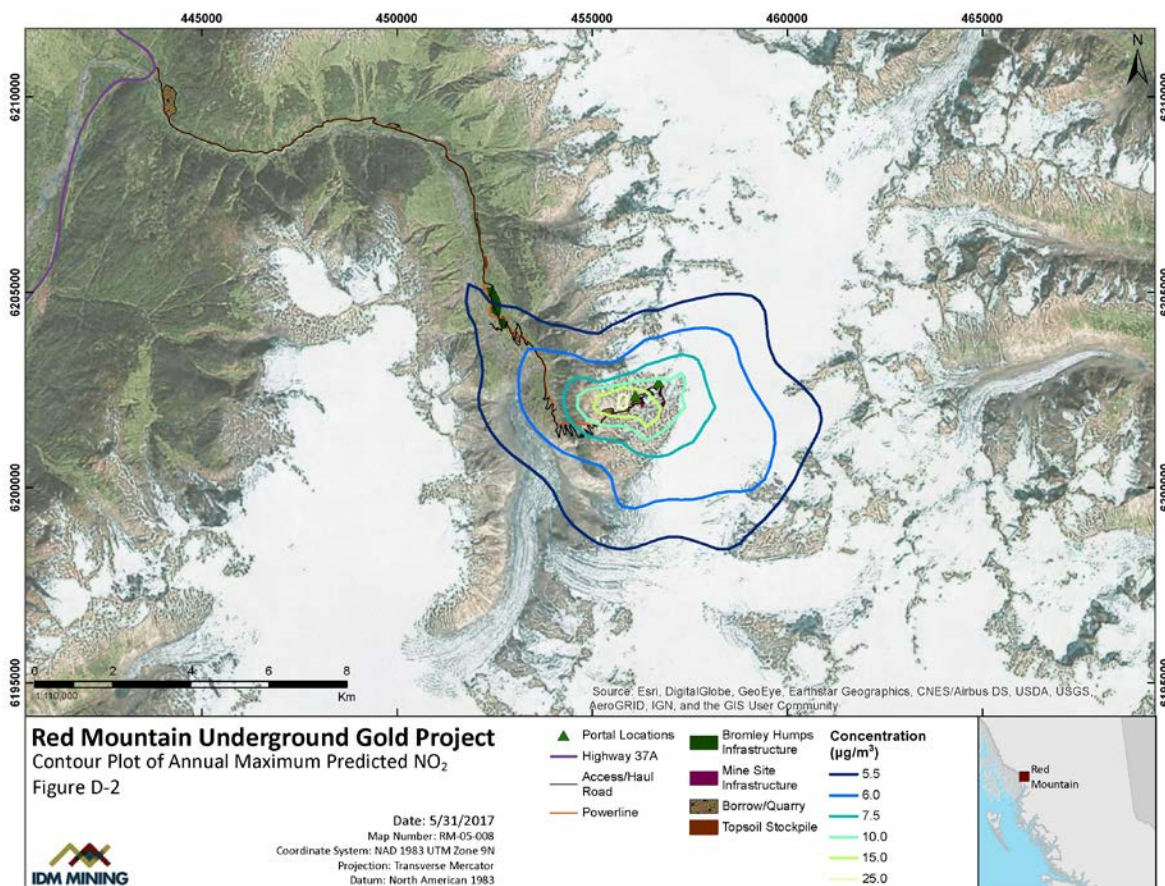 445000 450000 455000 460000 465000
6210000 6210000
N
6205000 6205000
6200000 6200000
6195000 6195000
0 2 4 6 8
Km
1:110,000
Source: Esri, DigitalGlobe, GeoEye, Earthstar Geographics, CNES/Airbus DS, USDA, USGS,
AeroGRID, IGN, and the GIS User Community
Red Mountain Underground Gold Project
Contour Plot of Annual Maximum Predicted NO₂
Figure D-2
Date: 5/31/2017
Map Number: RM-05-008
Coordinate System: NAD 1983 UTM Zone 9N
Projection: Transverse Mercator
Datum: North American 1983
IDM MINING
Portal Locations
Highway 37A
Access/Haul
Road
Powerline
Bromley Humps
Infrastructure
Mine Site
Infrastructure
Borrow/Quarry
Topsoil Stockpile
Concentration
(µg/m³)
5.5
6.0
7.5
10.0
15.0
25.0
Red
Mountain